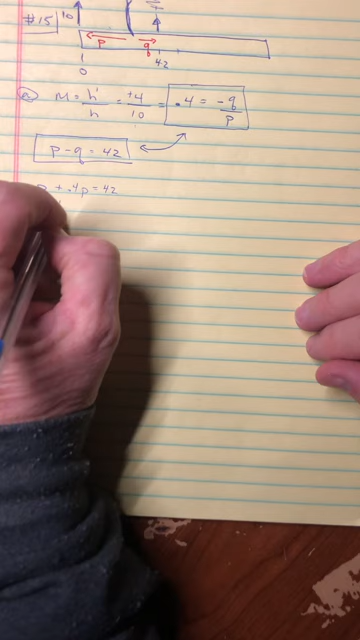 #15 10
p q
0 42
M = h'/h = +4/10 = .4 = -q/p
p - q = 42
p + .4p = 42